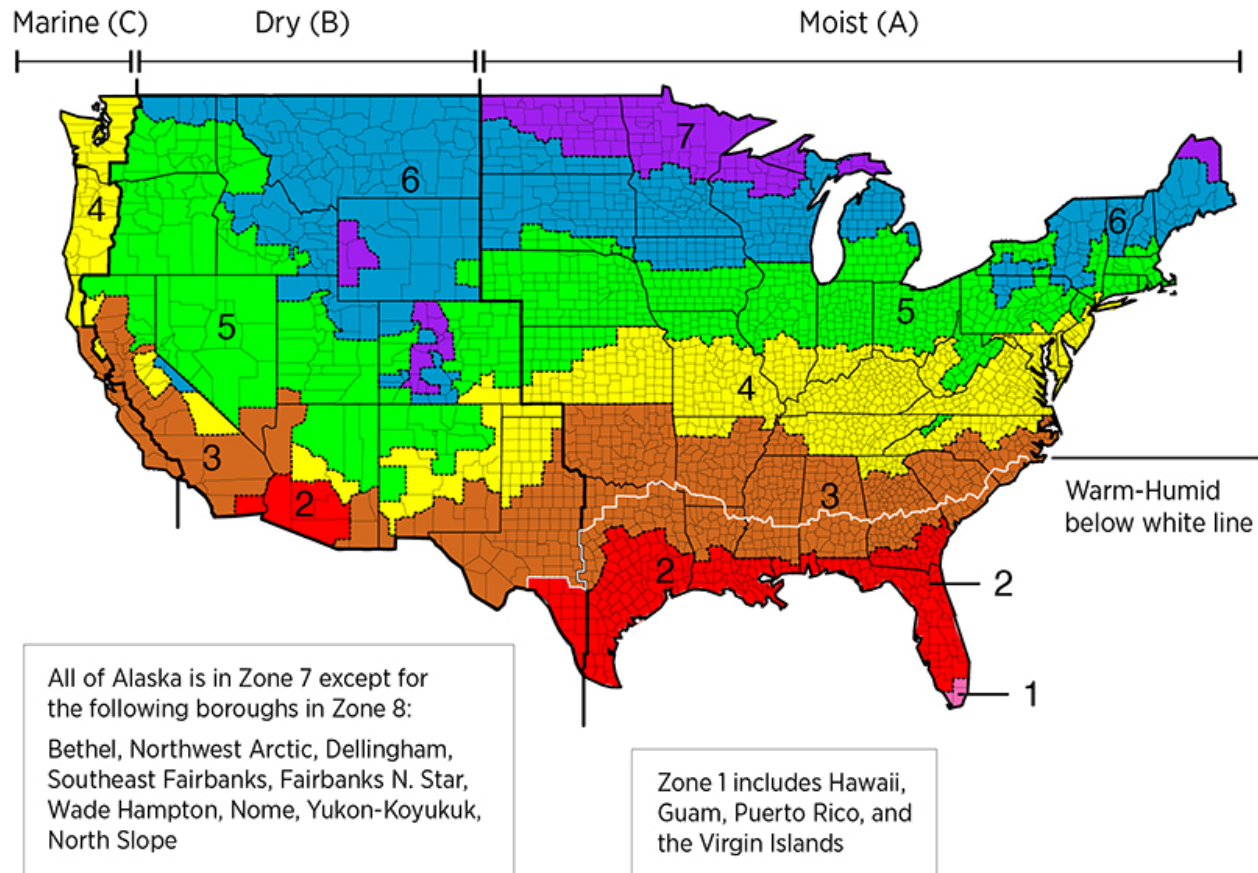 Marine (C)
Dry (B)
Moist (A)
7
6
4
4
6
5
5
4
3
3
2
2
Warm-Humid
below white line
2
1
All of Alaska is in Zone 7 except for
the following boroughs in Zone 8:
Bethel, Northwest Arctic, Dellingham,
Southeast Fairbanks, Fairbanks N. Star,
Wade Hampton, Nome, Yukon-Koyukuk,
North Slope
Zone 1 includes Hawaii,
Guam, Puerto Rico, and
the Virgin Islands